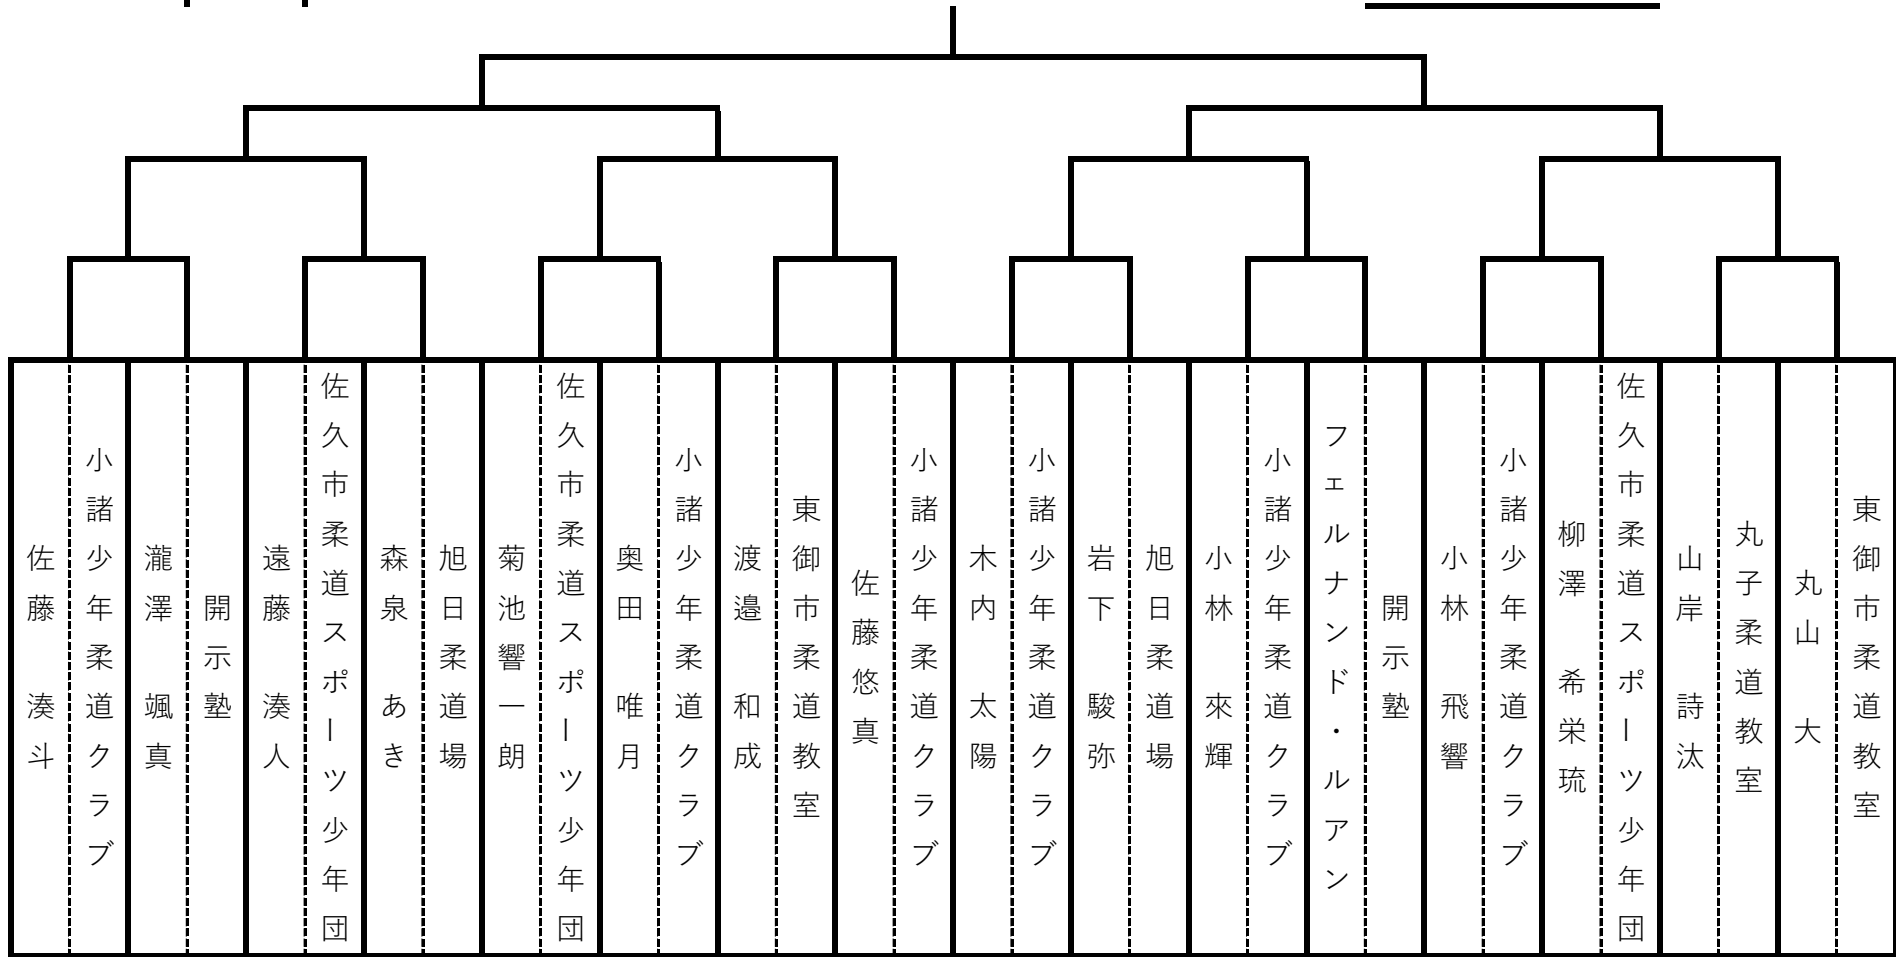 佐藤　湊斗
小諸少年柔道クラブ
瀧澤　颯真
開示塾
遠藤　湊人
佐久市柔道スポーツ少年団
森泉　あき
旭日柔道場
菊池響一朗
佐久市柔道スポーツ少年団
奥田　唯月
小諸少年柔道クラブ
渡邉　和成
東御市柔道教室
佐藤悠真
小諸少年柔道クラブ
木内　太陽
小諸少年柔道クラブ
岩下　駿弥
旭日柔道場
小林　來輝
小諸少年柔道クラブ
フェルナンド・ルアン
開示塾
小林　飛響
小諸少年柔道クラブ
柳澤　希栄琉
佐久市柔道スポーツ少年団
山岸　詩汰
丸子柔道教室
丸山　大
東御市柔道教室